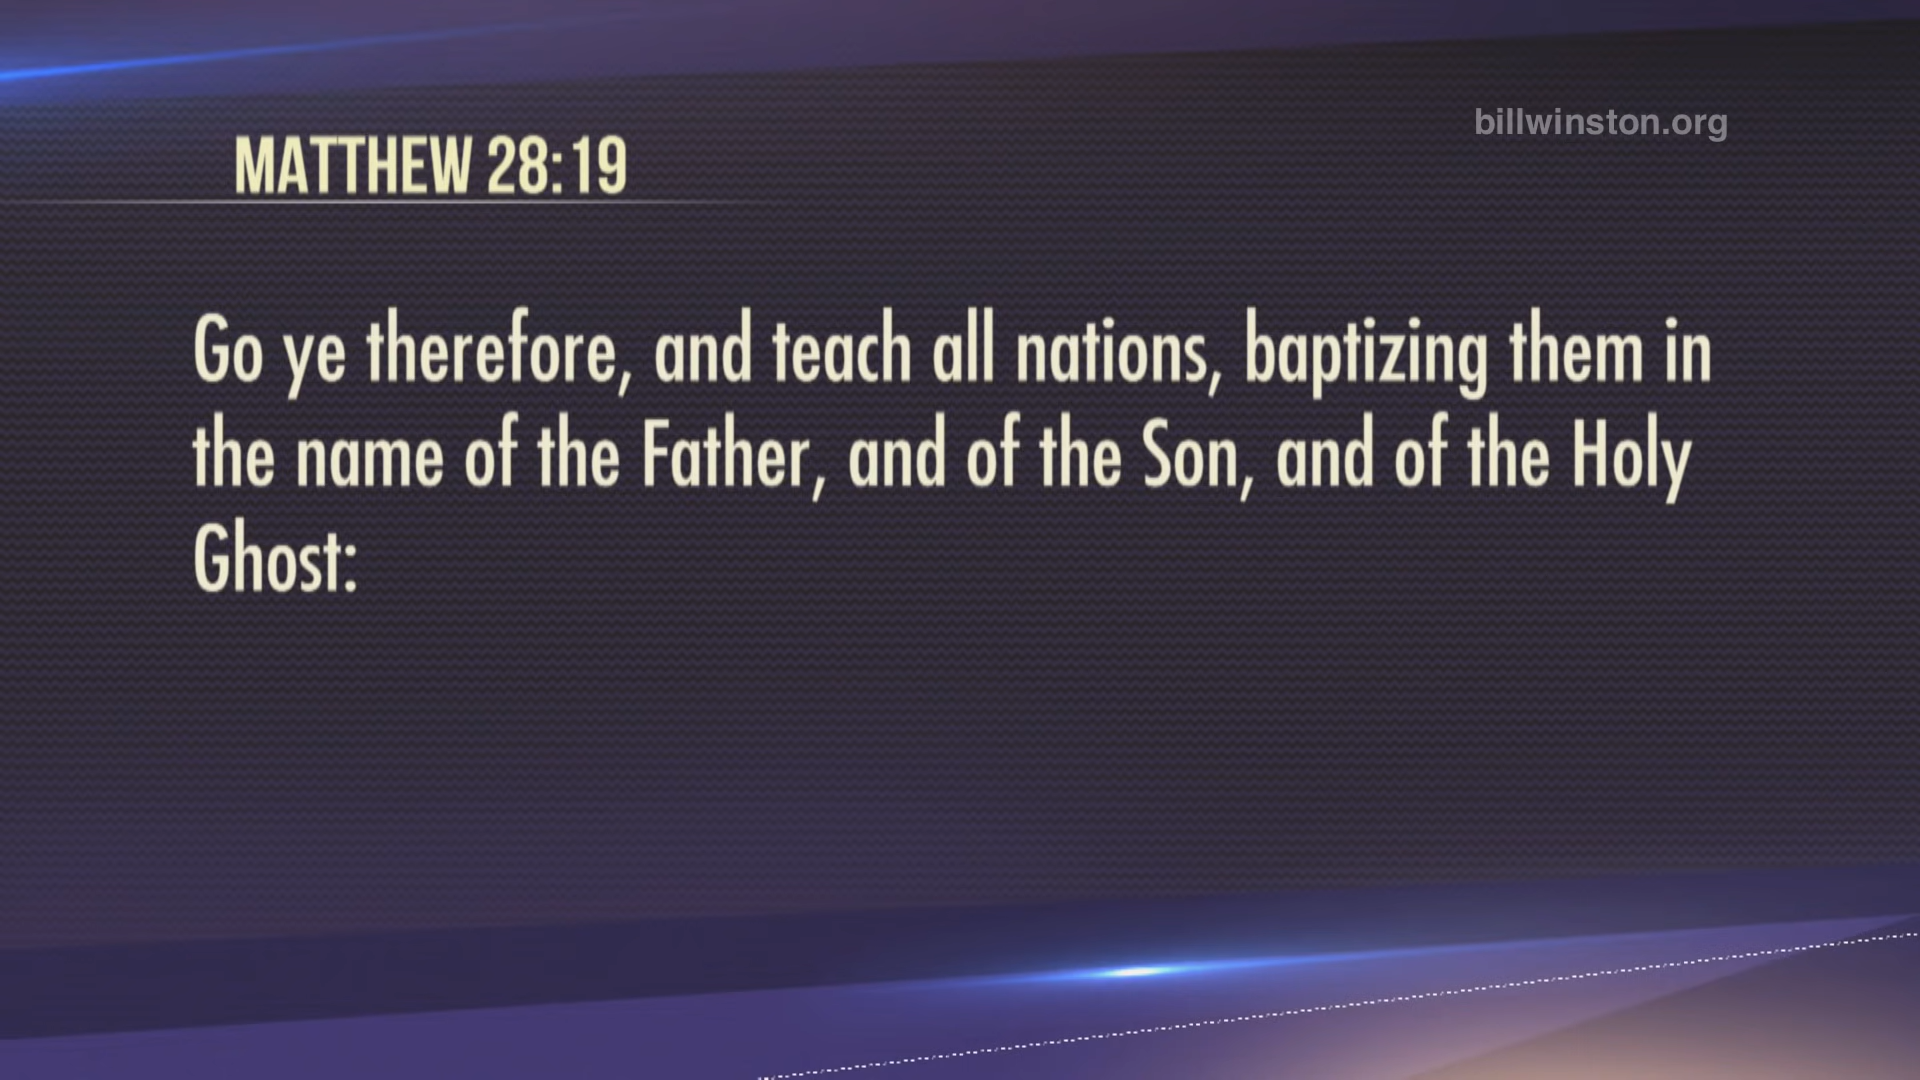 billwinston.org
MATTHEW 28:19
Go ye therefore, and teach all nations, baptizing them in
the name of the Father, and of the Son, and of the Holy
Ghost: